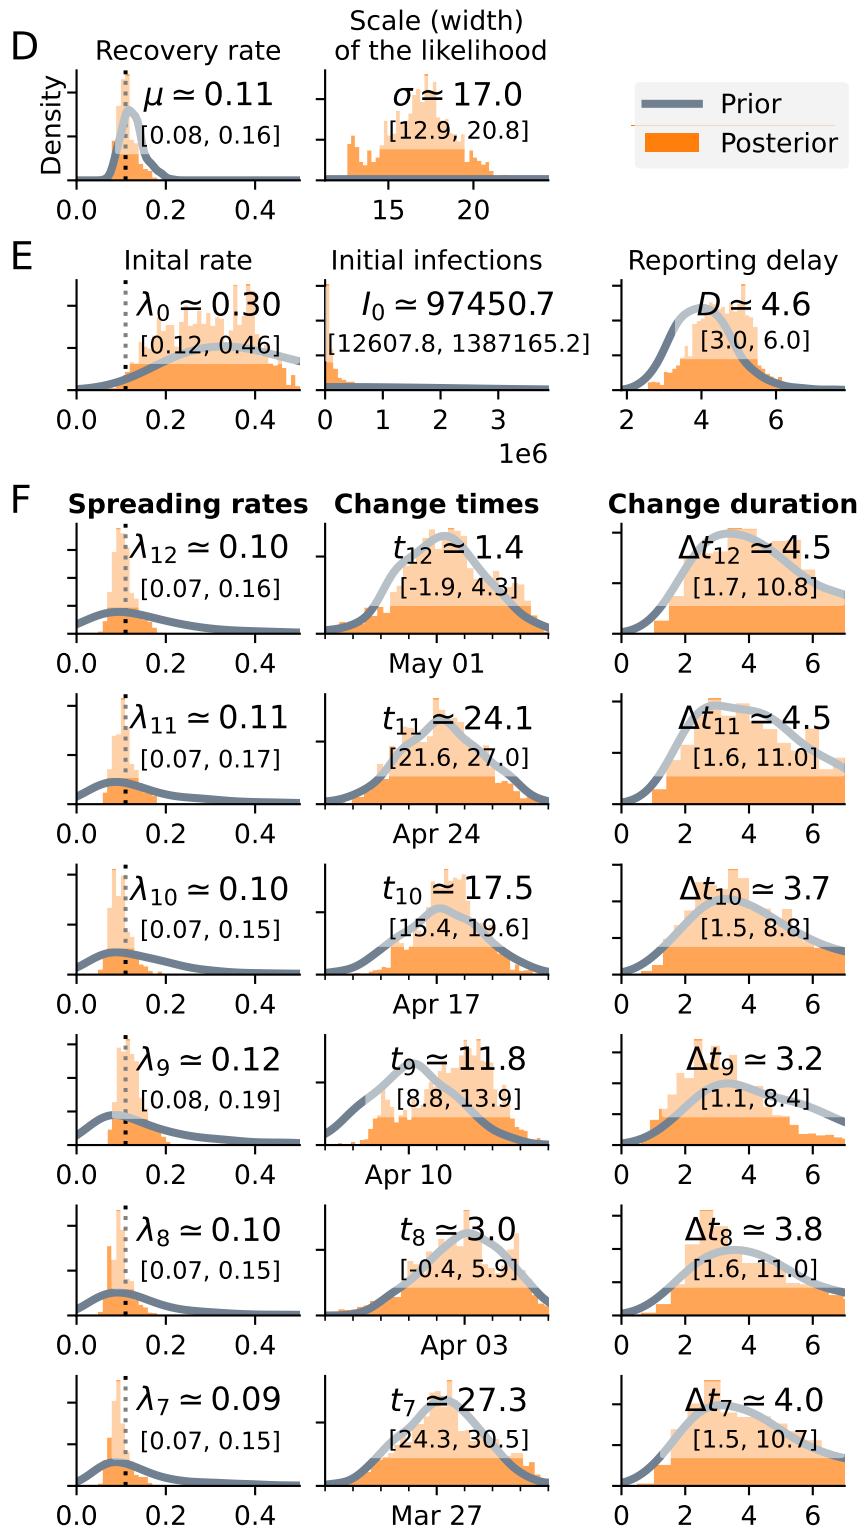 D
Recovery rate
Scale (width)
of the likelihood
Density
μ ≃ 0.11
[0.08, 0.16]
0.0 0.2 0.4
σ ≃ 17.0
[12.9, 20.8]
15 20
Prior
Posterior
E
Inital rate
λ0 ≃ 0.30
[0.12, 0.46]
0.0 0.2 0.4
Initial infections
I0 ≃ 97450.7
[12607.8, 1387165.2]
0 1 2 3
1e6
Reporting delay
D ≃ 4.6
[3.0, 6.0]
2 4 6
F
Spreading rates Change times Change duration
λ12 ≃ 0.10
[0.07, 0.16]
0.0 0.2 0.4
t12 ≃ 1.4
[-1.9, 4.3]
May 01
Δt12 ≃ 4.5
[1.7, 10.8]
0 2 4 6
λ11 ≃ 0.11
[0.07, 0.17]
0.0 0.2 0.4
t11 ≃ 24.1
[21.6, 27.0]
Apr 24
Δt11 ≃ 4.5
[1.6, 11.0]
0 2 4 6
λ10 ≃ 0.10
[0.07, 0.15]
0.0 0.2 0.4
t10 ≃ 17.5
[15.4, 19.6]
Apr 17
Δt10 ≃ 3.7
[1.5, 8.8]
0 2 4 6
λ9 ≃ 0.12
[0.08, 0.19]
0.0 0.2 0.4
t9 ≃ 11.8
[8.8, 13.9]
Apr 10
Δt9 ≃ 3.2
[1.1, 8.4]
0 2 4 6
λ8 ≃ 0.10
[0.07, 0.15]
0.0 0.2 0.4
t8 ≃ 3.0
[-0.4, 5.9]
Apr 03
Δt8 ≃ 3.8
[1.6, 11.0]
0 2 4 6
λ7 ≃ 0.09
[0.07, 0.15]
0.0 0.2 0.4
t7 ≃ 27.3
[24.3, 30.5]
Mar 27
Δt7 ≃ 4.0
[1.5, 10.7]
0 2 4 6